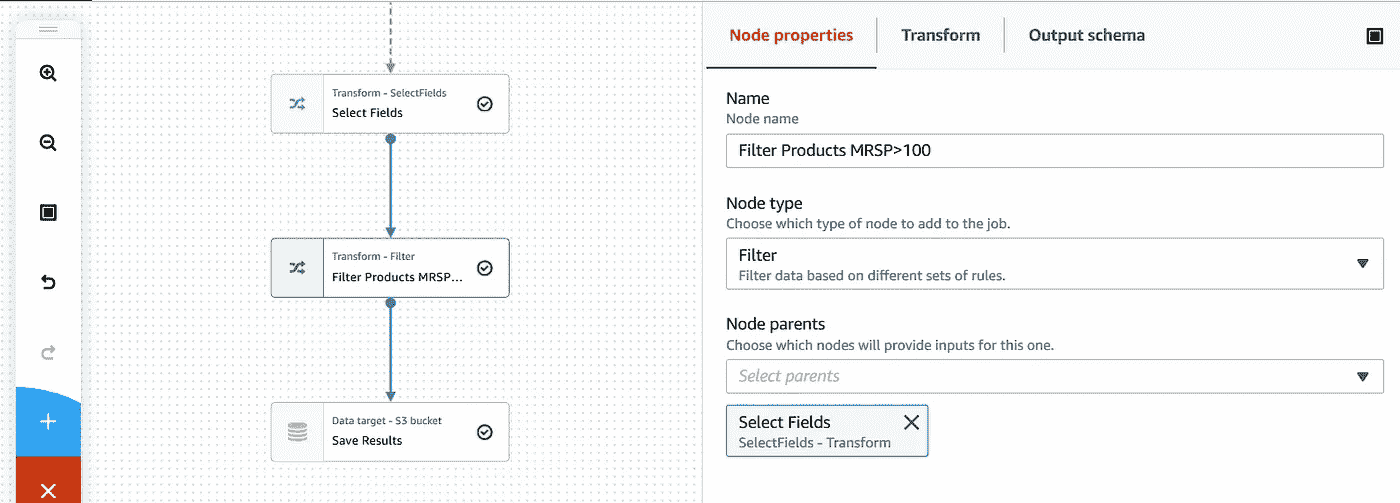 Transform - SelectFields
Select Fields
Transform - Filter
Filter Products MRSP...
Data target - S3 bucket
Save Results
Node properties
Transform
Output schema
Name
Node name
Filter Products MRSP>100
Node type
Choose which type of node to add to the job.
Filter
Filter data based on different sets of rules.
Node parents
Choose which nodes will provide inputs for this one.
Select parents
Select Fields
SelectFields - Transform